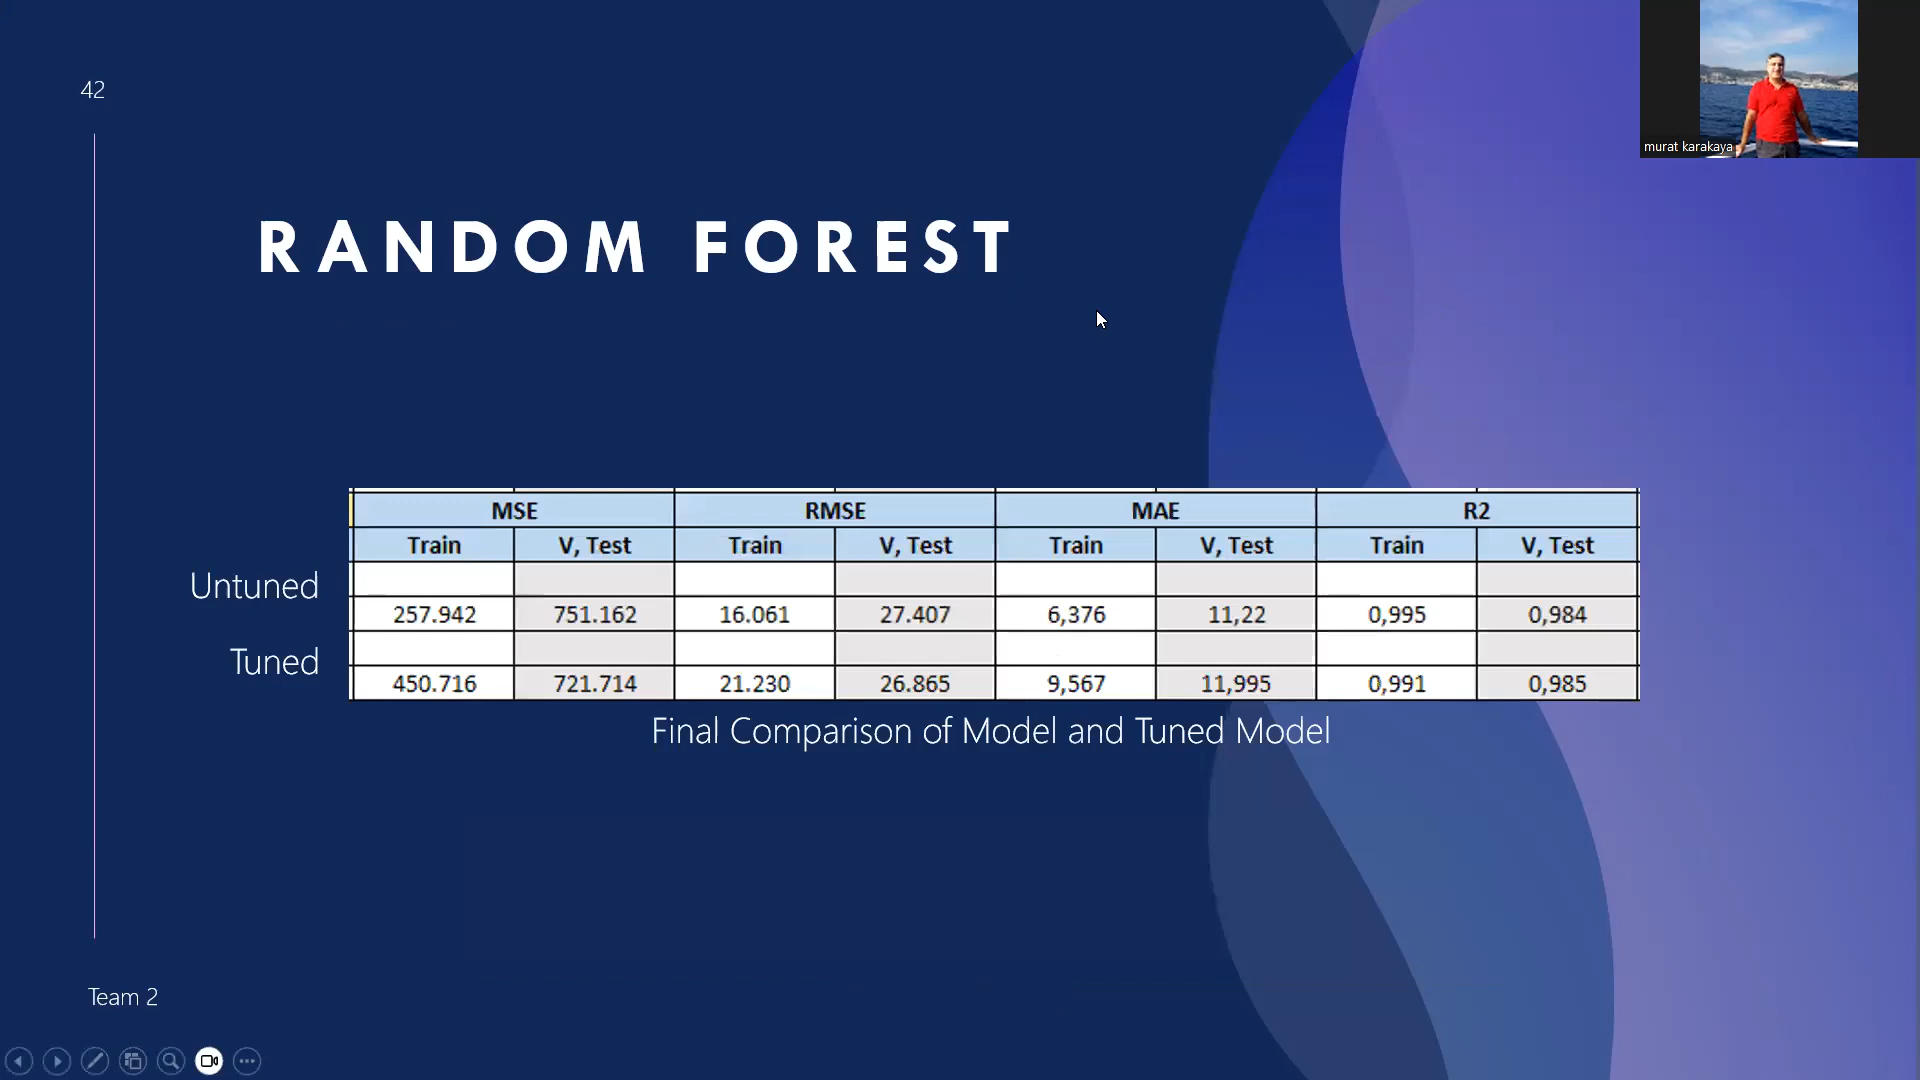 42
murat karakaya
RANDOM FOREST
MSE RMSE MAE R2
Train V, Test Train V, Test Train V, Test Train V, Test
Untuned
257.942 751.162 16.061 27.407 6,376 11,22 0,995 0,984
Tuned
450.716 721.714 21.230 26.865 9,567 11,995 0,991 0,985
Final Comparison of Model and Tuned Model
Team 2